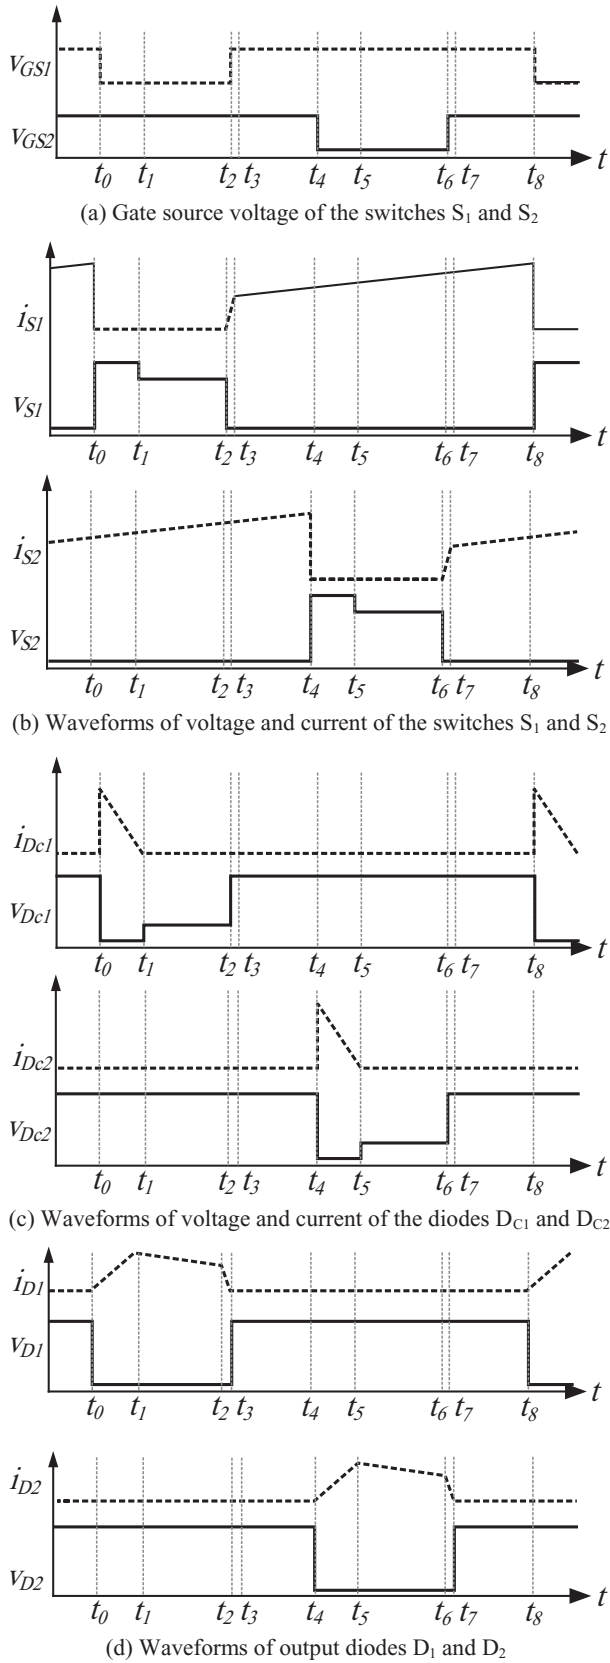 v_GS1
v_GS2
t_0 t_1 t_2 t_3 t_4 t_5 t_6 t_7 t_8 t
(a) Gate source voltage of the switches S_1 and S_2
i_S1
v_S1
t_0 t_1 t_2 t_3 t_4 t_5 t_6 t_7 t_8 t
i_S2
v_S2
t_0 t_1 t_2 t_3 t_4 t_5 t_6 t_7 t_8 t
(b) Waveforms of voltage and current of the switches S_1 and S_2
i_Dc1
v_Dc1
t_0 t_1 t_2 t_3 t_4 t_5 t_6 t_7 t_8 t
i_Dc2
v_Dc2
t_0 t_1 t_2 t_3 t_4 t_5 t_6 t_7 t_8 t
(c) Waveforms of voltage and current of the diodes D_C1 and D_C2
i_D1
v_D1
t_0 t_1 t_2 t_3 t_4 t_5 t_6 t_7 t_8 t
i_D2
v_D2
t_0 t_1 t_2 t_3 t_4 t_5 t_6 t_7 t_8 t
(d) Waveforms of output diodes D_1 and D_2